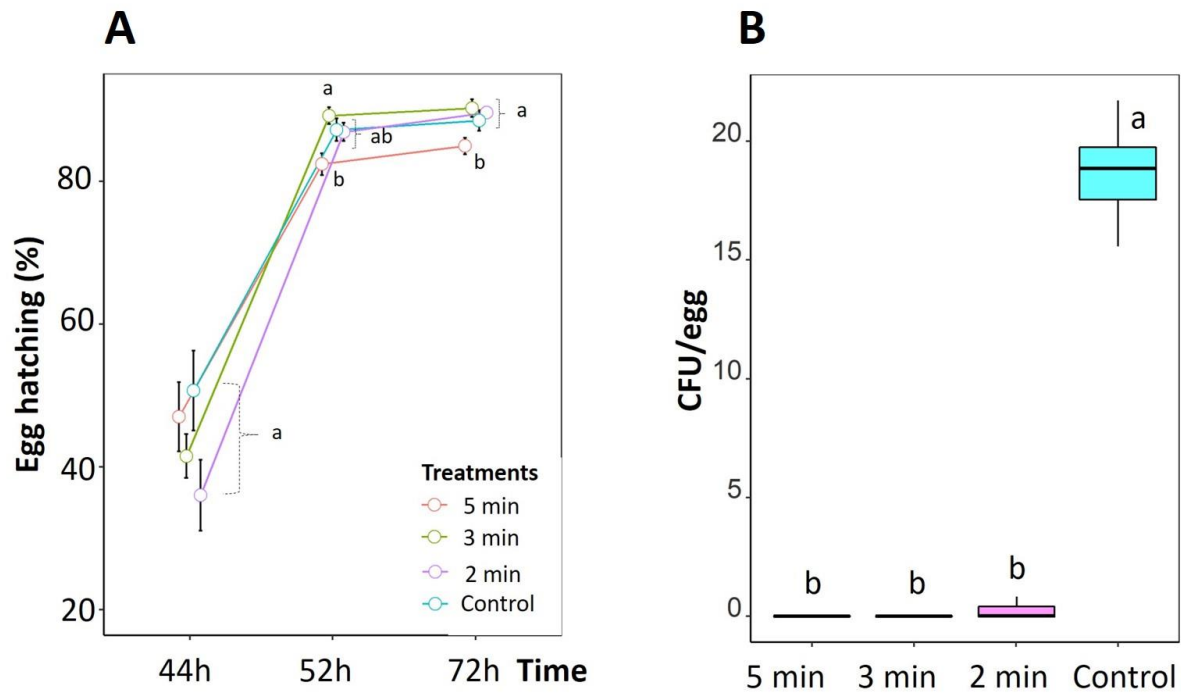 A
Egg hatching (%)
80
60
40
20
a
ab
b
a
b
a
Treatments
5 min
3 min
2 min
Control
44h 52h 72h Time
B
CFU/egg
20
15
10
5
0
b b b a
5 min 3 min 2 min Control